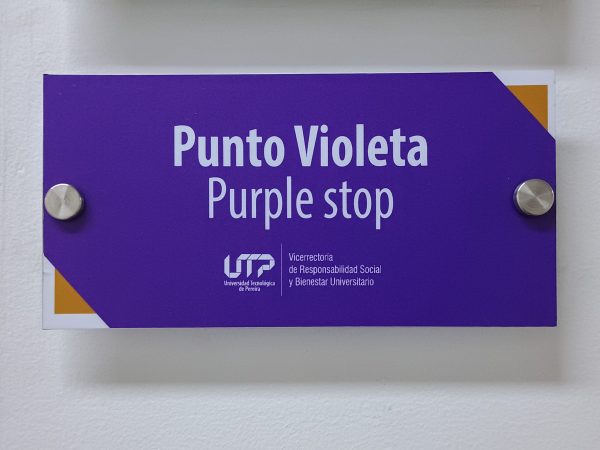 Punto Violeta
Purple stop
UTP
Universidad Tecnológica
de Pereira
Vicerrectoría
de Responsabilidad Social
y Bienestar Universitario